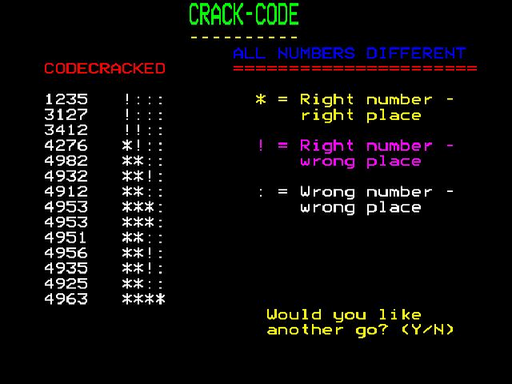 CRACK-CODE
----------
ALL NUMBERS DIFFERENT
CODECRACKED ======================
1235 !::: * = Right number -
3127 !::: right place
3412 !!::
4276 *!:: ! = Right number -
4982 **:: wrong place
4932 **!:
4912 **:: : = Wrong number -
4953 ***: wrong place
4953 ***:
4951 **::
4956 **!:
4935 **!:
4925 **::
4963 ****
Would you like
another go? (Y/N)